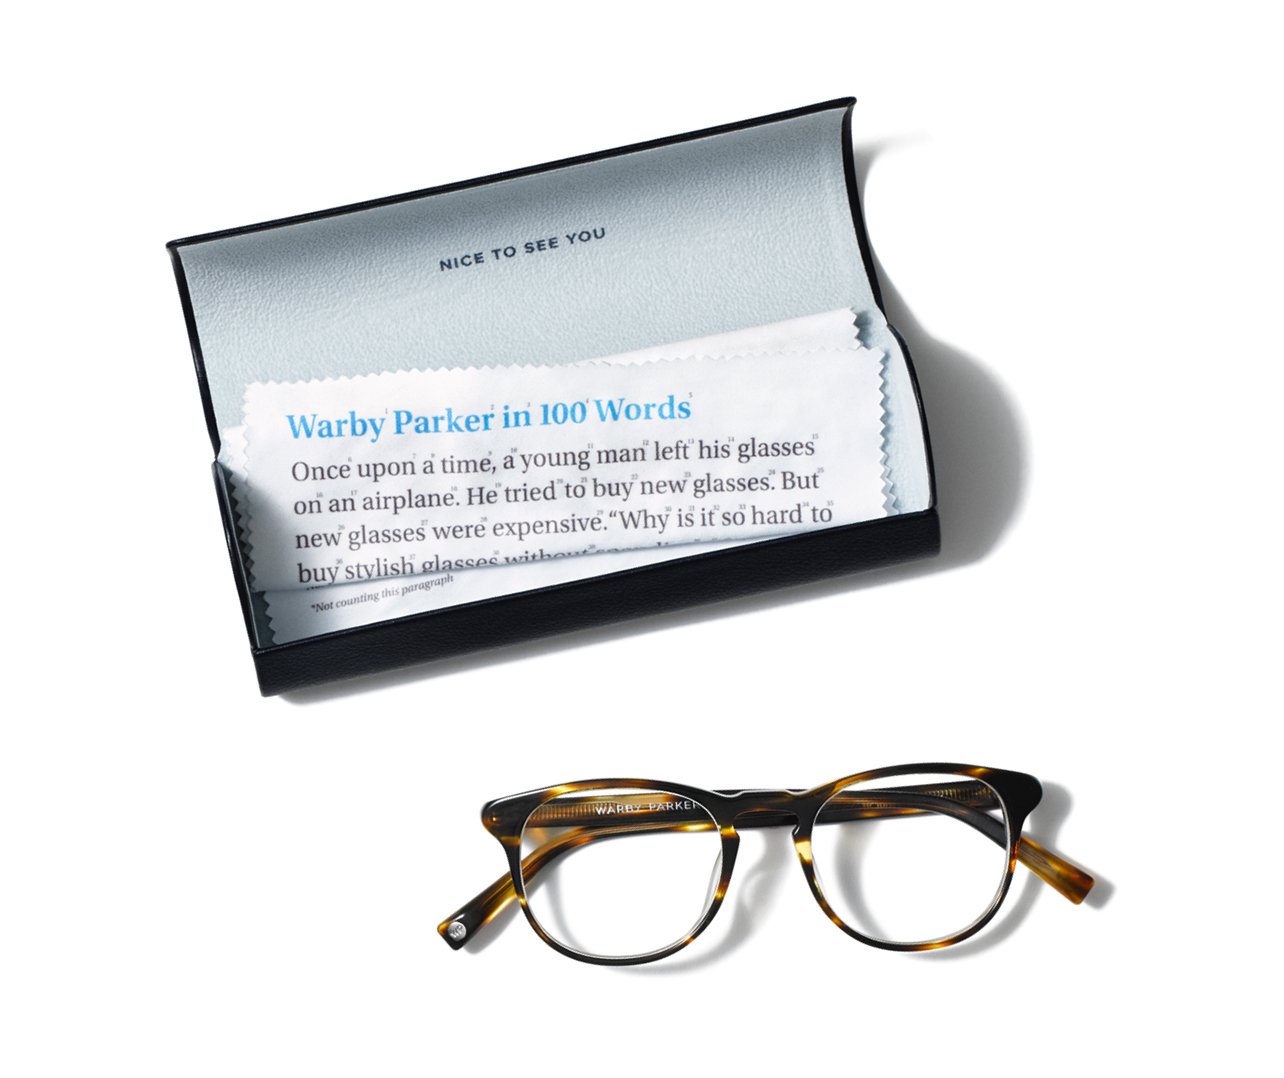 NICE TO SEE YOU
Warby Parker in 100 Words
Once upon a time, a young man left his glasses
on an airplane. He tried to buy new glasses. But
new glasses were expensive. “Why is it so hard to
buy stylish glasses without
*Not counting this paragraph
WARBY PARKER